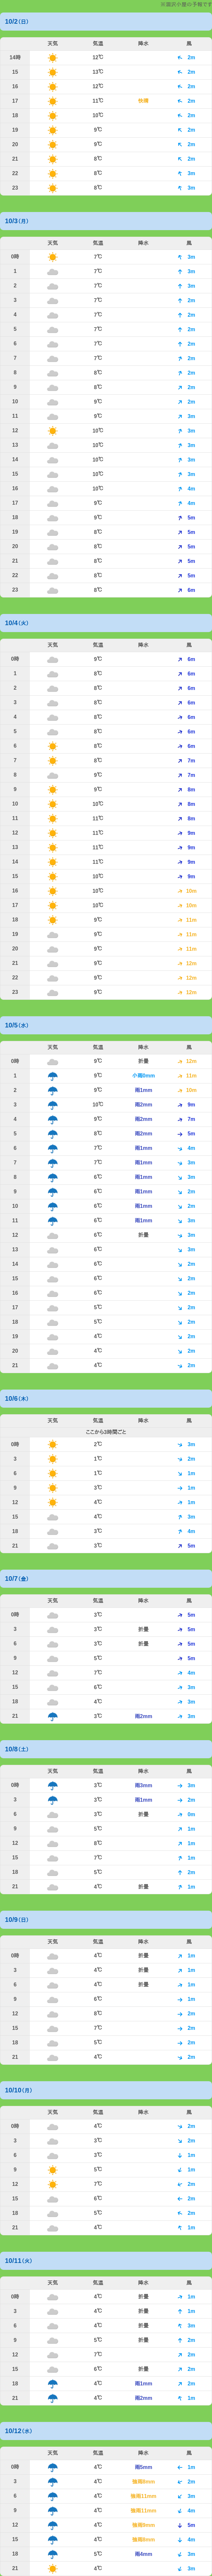 10/2(日)
天気 気温 降水 風
14時 12℃ 2m
15 13℃ 2m
16 12℃ 2m
17 11℃ 快晴 2m
18 10℃ 2m
19 9℃ 2m
20 9℃ 2m
21 8℃ 2m
22 8℃ 3m
23 8℃ 3m
10/3(月)
天気 気温 降水 風
0時 7℃ 3m
1 7℃ 3m
2 7℃ 3m
3 7℃ 2m
4 7℃ 2m
5 7℃ 2m
6 7℃ 2m
7 7℃ 2m
8 8℃ 2m
9 8℃ 2m
10 9℃ 2m
11 9℃ 3m
12 10℃ 3m
13 10℃ 3m
14 10℃ 3m
15 10℃ 3m
16 10℃ 4m
17 9℃ 4m
18 9℃ 5m
19 8℃ 5m
20 8℃ 5m
21 8℃ 5m
22 8℃ 5m
23 8℃ 6m
10/4(火)
天気 気温 降水 風
0時 9℃ 6m
1 8℃ 6m
2 8℃ 6m
3 8℃ 6m
4 8℃ 6m
5 8℃ 6m
6 8℃ 6m
7 8℃ 7m
8 9℃ 7m
9 9℃ 8m
10 10℃ 8m
11 11℃ 8m
12 11℃ 9m
13 11℃ 9m
14 11℃ 9m
15 10℃ 9m
16 10℃ 10m
17 10℃ 10m
18 9℃ 11m
19 9℃ 11m
20 9℃ 11m
21 9℃ 12m
22 9℃ 12m
23 9℃ 12m
10/5(水)
天気 気温 降水 風
0時 9℃ 折畳 12m
1 9℃ 小雨0mm 11m
2 9℃ 雨1mm 10m
3 10℃ 雨2mm 9m
4 9℃ 雨2mm 7m
5 8℃ 雨2mm 5m
6 7℃ 雨1mm 4m
7 7℃ 雨1mm 3m
8 6℃ 雨1mm 3m
9 6℃ 雨1mm 2m
10 6℃ 雨1mm 2m
11 6℃ 雨1mm 3m
12 6℃ 折畳 3m
13 6℃ 3m
14 6℃ 2m
15 6℃ 2m
16 6℃ 2m
17 5℃ 2m
18 5℃ 2m
19 4℃ 2m
20 4℃ 2m
21 4℃ 2m
10/6(木)
天気 気温 降水 風
ここから3時間ごと
0時 2℃ 3m
3 1℃ 2m
6 1℃ 1m
9 3℃ 1m
12 4℃ 1m
15 4℃ 3m
18 3℃ 4m
21 3℃ 5m
10/7(金)
天気 気温 降水 風
0時 3℃ 5m
3 3℃ 折畳 5m
6 3℃ 折畳 5m
9 5℃ 5m
12 7℃ 4m
15 6℃ 3m
18 4℃ 3m
21 3℃ 雨2mm 3m
10/8(土)
天気 気温 降水 風
0時 3℃ 雨3mm 3m
3 3℃ 雨1mm 2m
6 3℃ 折畳 0m
9 5℃ 1m
12 8℃ 1m
15 7℃ 1m
18 5℃ 2m
21 4℃ 折畳 1m
10/9(日)
天気 気温 降水 風
0時 4℃ 折畳 1m
3 4℃ 折畳 1m
6 4℃ 折畳 1m
9 6℃ 1m
12 8℃ 2m
15 7℃ 2m
18 5℃ 2m
21 4℃ 2m
10/10(月)
天気 気温 降水 風
0時 4℃ 2m
3 3℃ 2m
6 3℃ 1m
9 5℃ 1m
12 7℃ 2m
15 6℃ 2m
18 5℃ 2m
21 4℃ 1m
10/11(火)
天気 気温 降水 風
0時 4℃ 折畳 1m
3 4℃ 折畳 1m
6 4℃ 折畳 3m
9 5℃ 折畳 2m
12 7℃ 2m
15 6℃ 折畳 2m
18 4℃ 雨1mm 2m
21 4℃ 雨2mm 1m
10/12(水)
天気 気温 降水 風
0時 4℃ 雨5mm 1m
3 4℃ 強雨8mm 2m
6 4℃ 強雨11mm 3m
9 4℃ 強雨11mm 4m
12 4℃ 強雨9mm 5m
15 4℃ 強雨8mm 4m
18 5℃ 雨4mm 3m
21 4℃ 3m